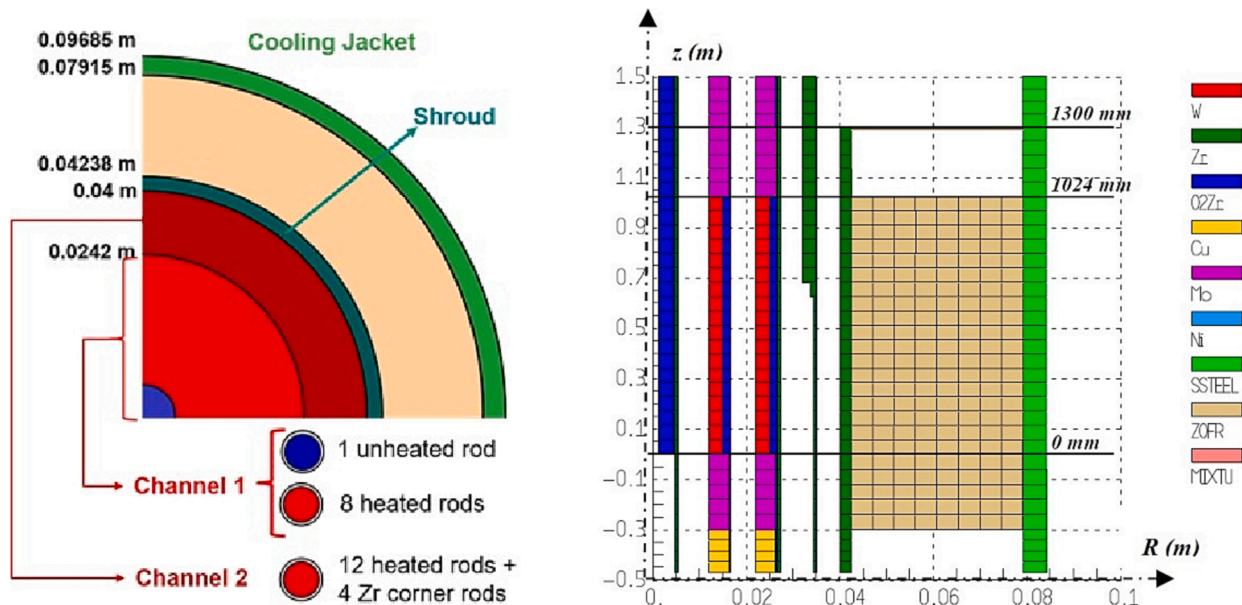 0.09685 m
0.07915 m
Cooling Jacket
Shroud
0.04238 m
0.04 m
0.0242 m
Channel 1
1 unheated rod
8 heated rods
Channel 2
12 heated rods +
4 Zr corner rods
z (m)
1.5
1.3
1.1
0.9
0.7
0.5
0.3
0.1
-0.1
-0.3
-0.5
1300 mm
1024 mm
0 mm
R (m)
0.
0.02
0.04
0.06
0.08
0.1
W
Zr
O2Zr
Cu
Mo
Ni
SSTEEL
ZOFR
MIXTU